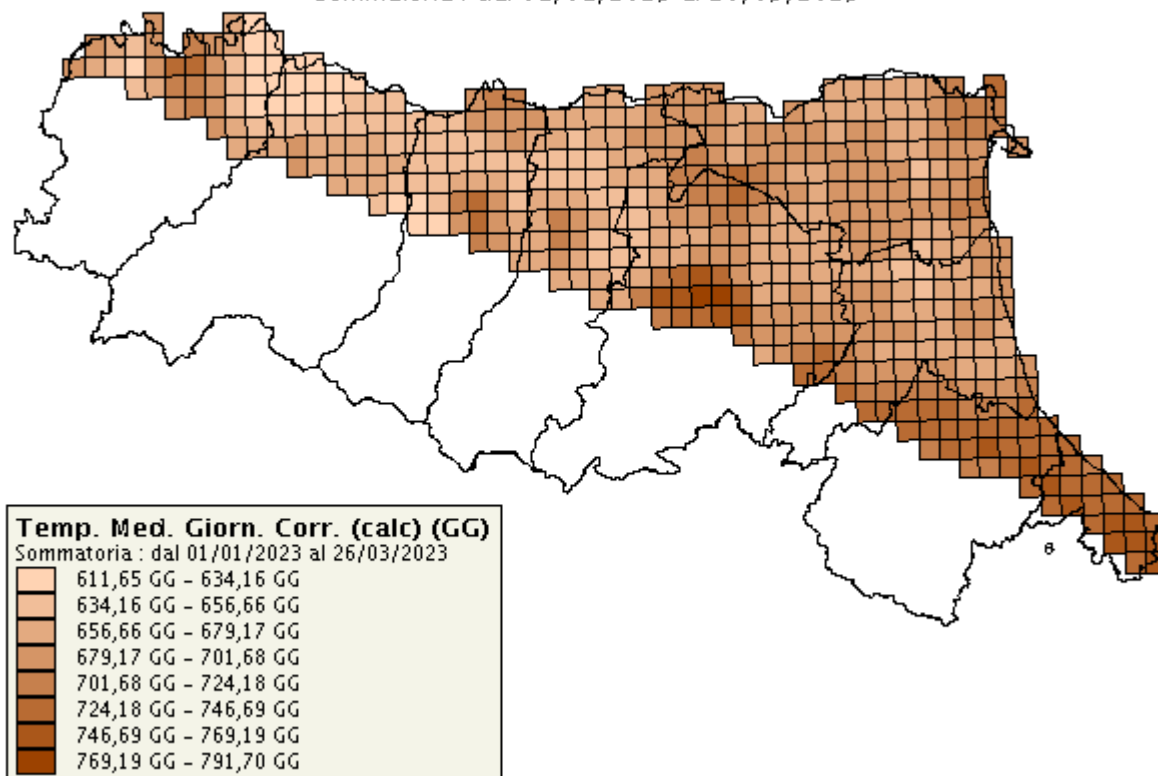 Temp. Med. Giorn. Corr. (calc) (GG)
Sommatoria : dal 01/01/2023 al 26/03/2023
611,65 GG - 634,16 GG
634,16 GG - 656,66 GG
656,66 GG - 679,17 GG
679,17 GG - 701,68 GG
701,68 GG - 724,18 GG
724,18 GG - 746,69 GG
746,69 GG - 769,19 GG
769,19 GG - 791,70 GG